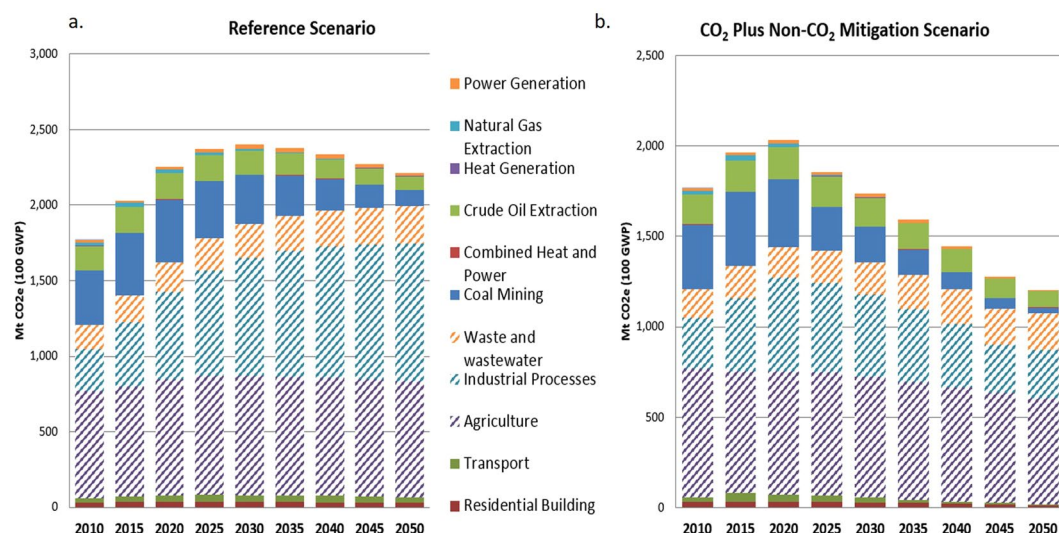 a.
Reference Scenario
Mt CO2e (100 GWP)
3,000
2,500
2,000
1,500
1,000
500
0
2010 2015 2020 2025 2030 2035 2040 2045 2050
Power Generation
Natural Gas
Extraction
Heat Generation
Crude Oil Extraction
Combined Heat and
Power
Coal Mining
Waste and
wastewater
Industrial Processes
Agriculture
Transport
Residential Building
b.
CO₂ Plus Non-CO₂ Mitigation Scenario
Mt CO2e (100 GWP)
2,500
2,000
1,500
1,000
500
0
2010 2015 2020 2025 2030 2035 2040 2045 2050